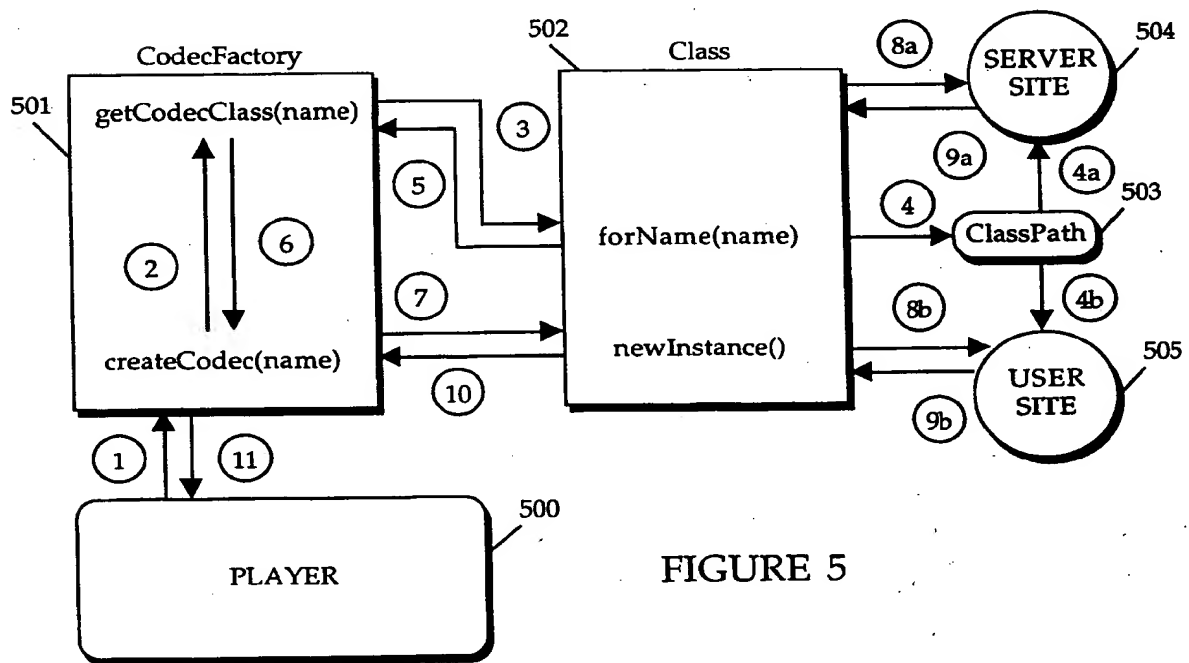 502
8a
504
CodecFactory
Class
SERVER
SITE
501
getCodecClass(name)
3
9a
4a
5
4
503
forName(name)
ClassPath
6
2
7
8b
4b
createCodec(name)
newInstance()
505
USER
SITE
10
9b
1
11
500
PLAYER
FIGURE 5